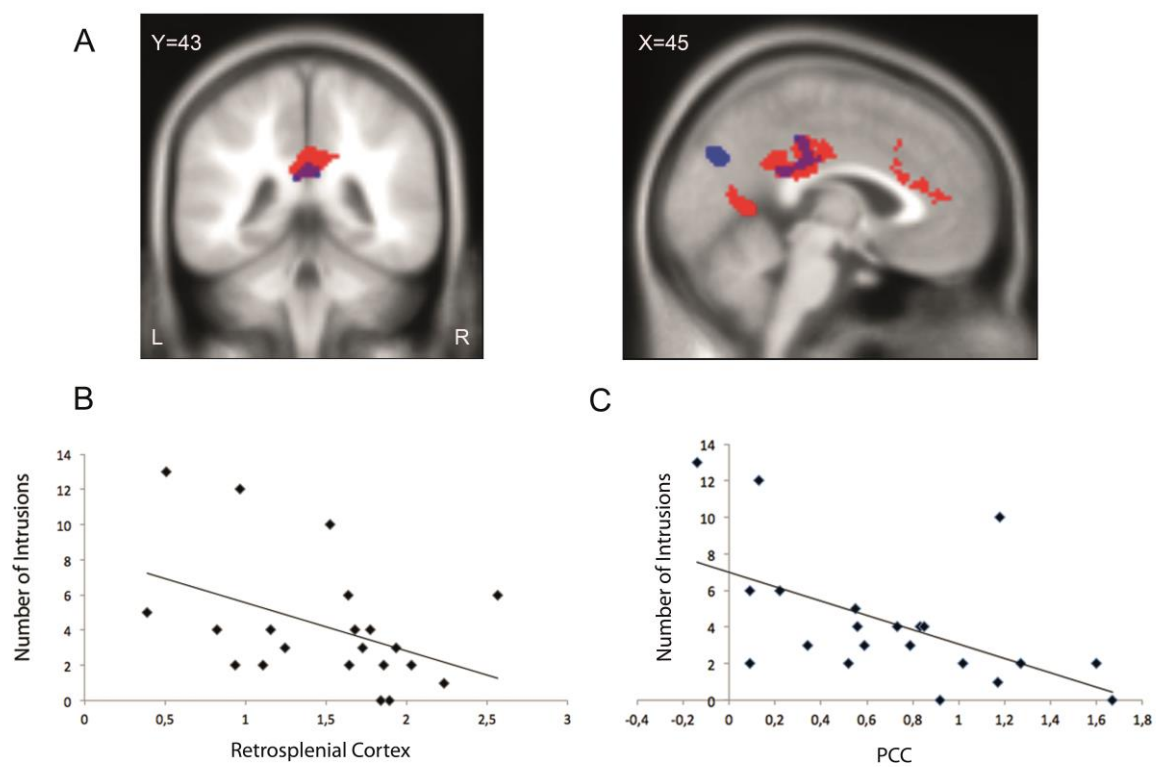 A
Y=43
L
R
X=45
B
Number of Intrusions
14
12
10
8
6
4
2
0
0 0,5 1 1,5 2 2,5 3
Retrosplenial Cortex
C
Number of Intrusions
14
12
10
8
6
4
2
0
-0,4 -0,2 0 0,2 0,4 0,6 0,8 1 1,2 1,4 1,6 1,8
PCC